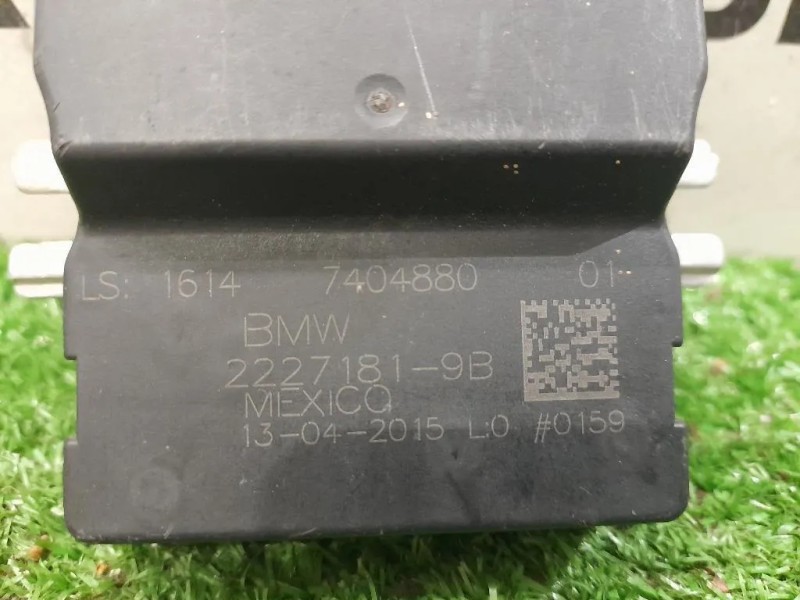 LS: 1614 7404880 01
BMW
2227181-9B
MEXICO
13-04-2015 L:0 #0159